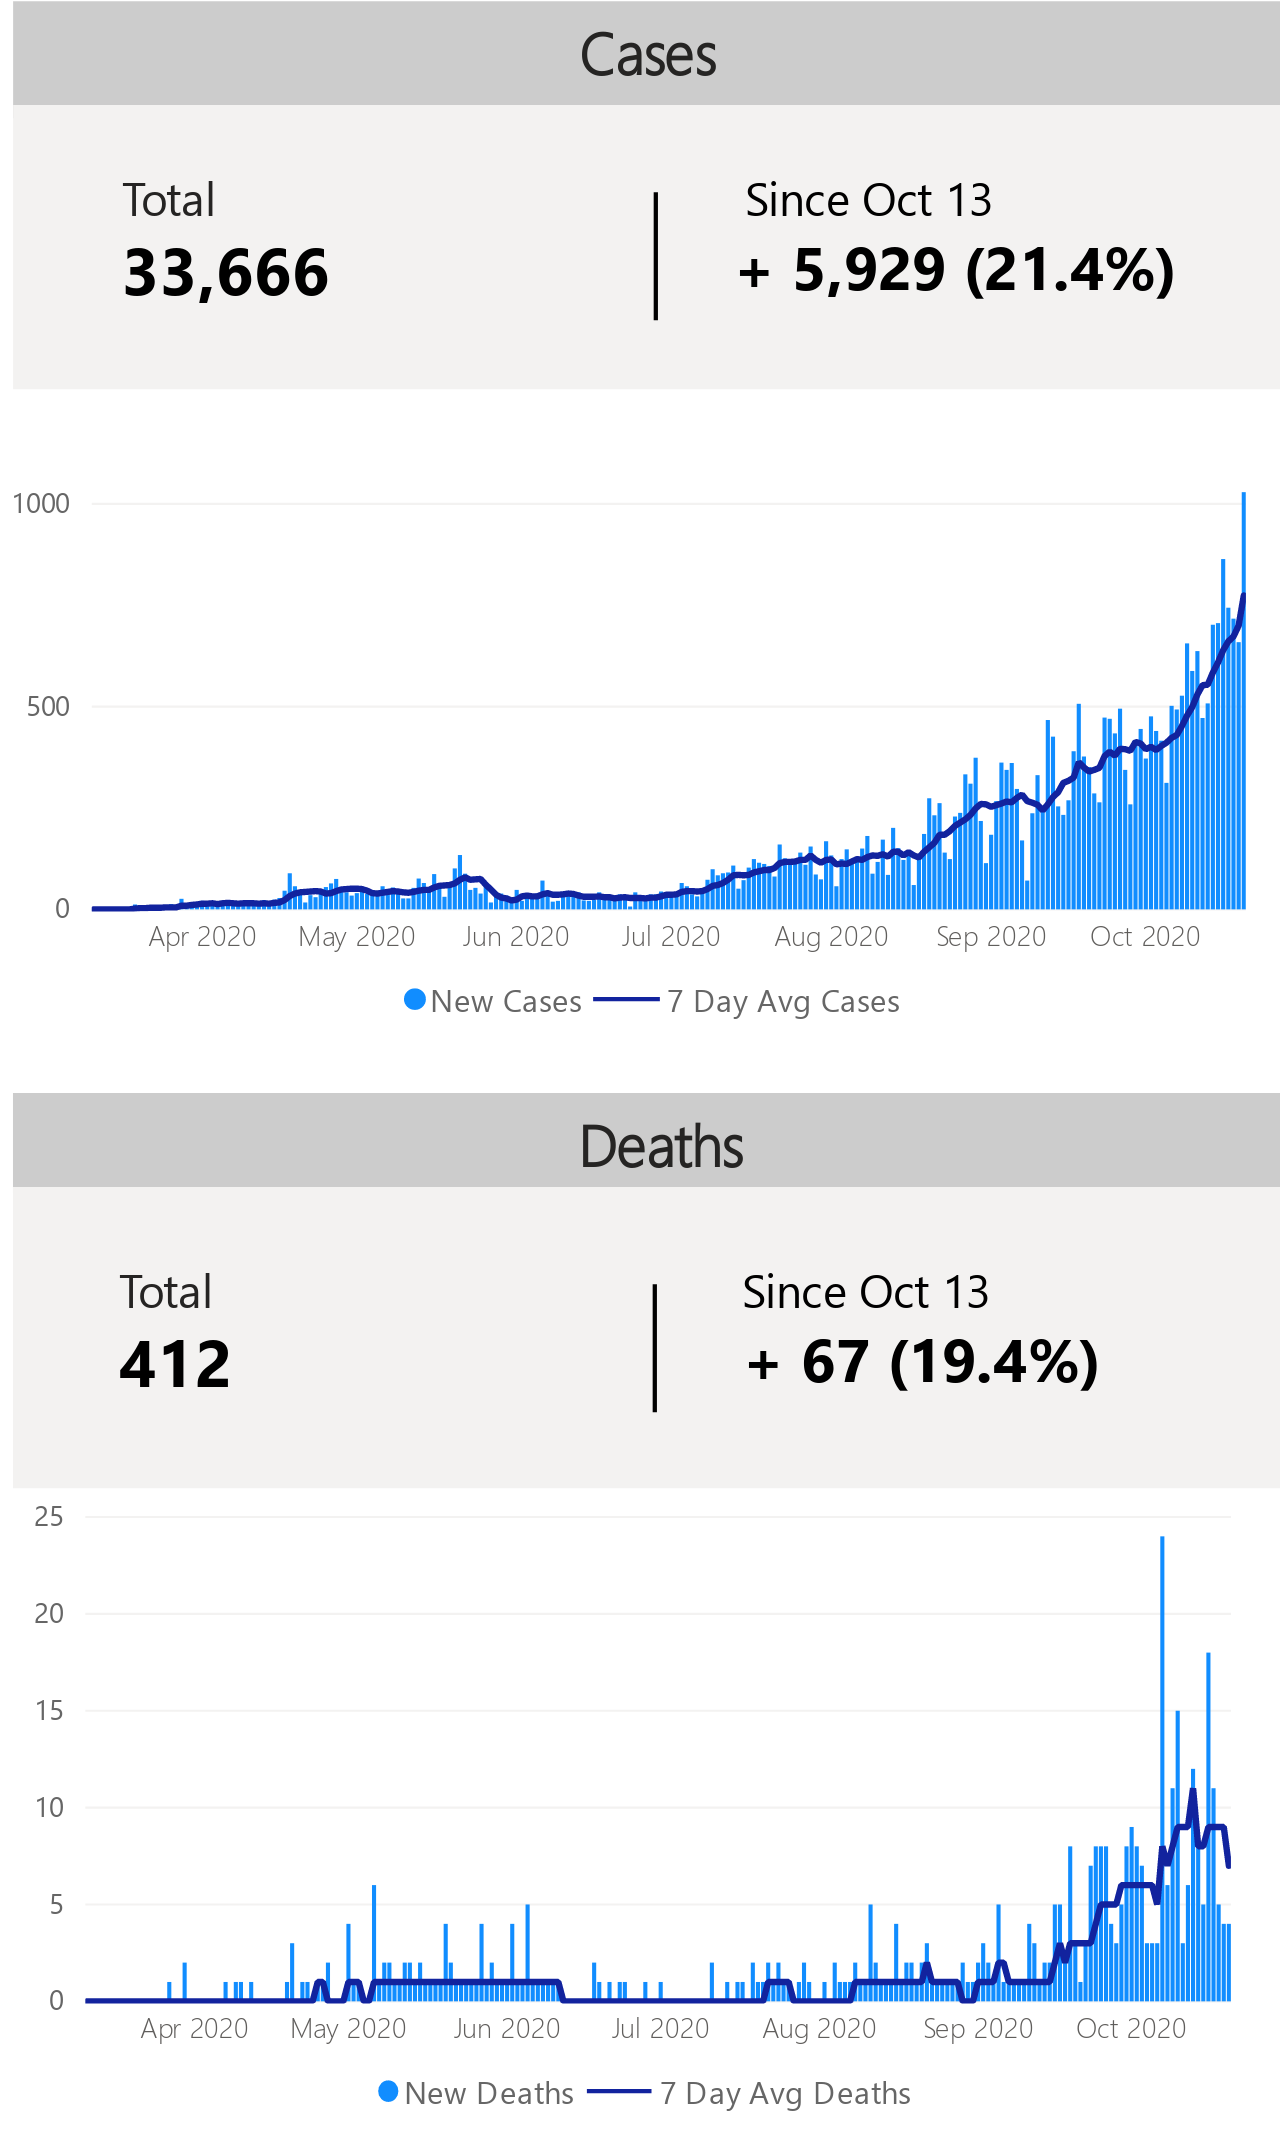 Cases
Total
Since Oct 13
33,666
+ 5,929 (21.4%)
1000
500
0
Apr 2020 May 2020 Jun 2020 Jul 2020 Aug 2020 Sep 2020 Oct 2020
New Cases 7 Day Avg Cases
Deaths
Total
Since Oct 13
412
+ 67 (19.4%)
25
20
15
10
5
0
Apr 2020 May 2020 Jun 2020 Jul 2020 Aug 2020 Sep 2020 Oct 2020
New Deaths 7 Day Avg Deaths